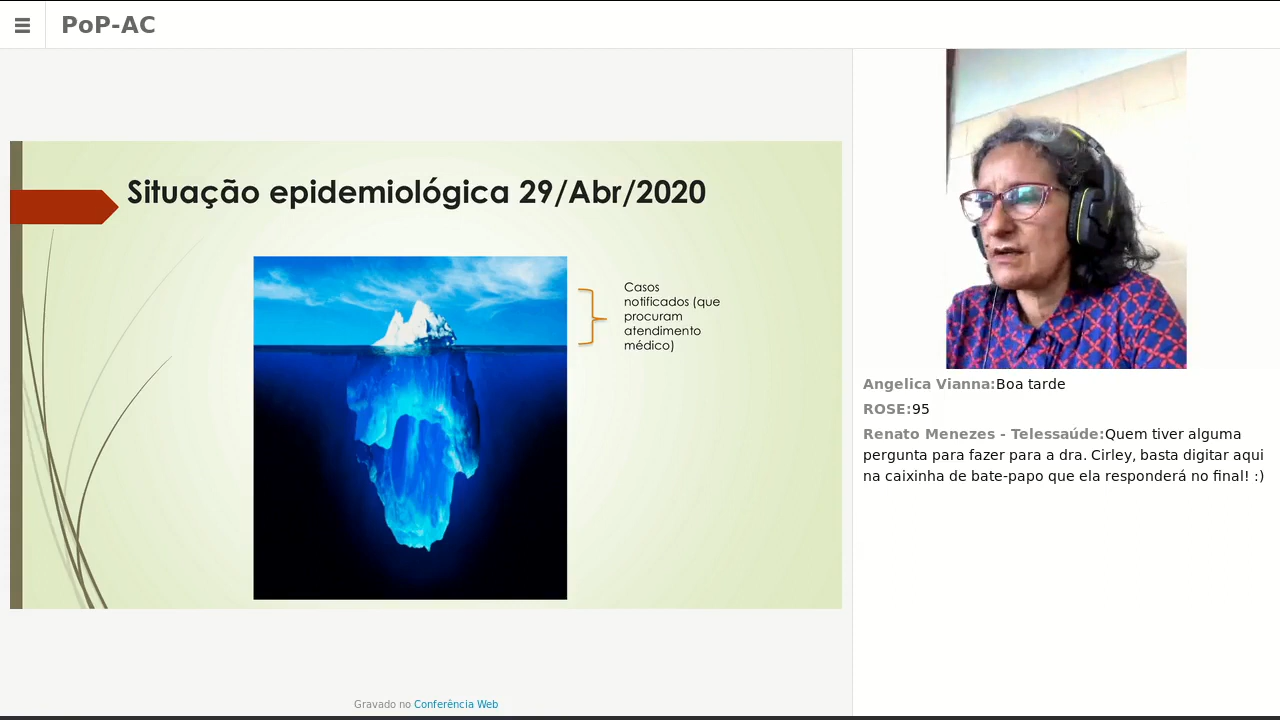 PoP-AC
Situação epidemiológica 29/Abr/2020
Casos
notificados (que
procuram
atendimento
médico)
Angelica Vianna:Boa tarde
ROSE:95
Renato Menezes - Telessaúde:Quem tiver alguma
pergunta para fazer para a dra. Cirley, basta digitar aqui
na caixinha de bate-papo que ela responderá no final! :)
Gravado no Conferência Web